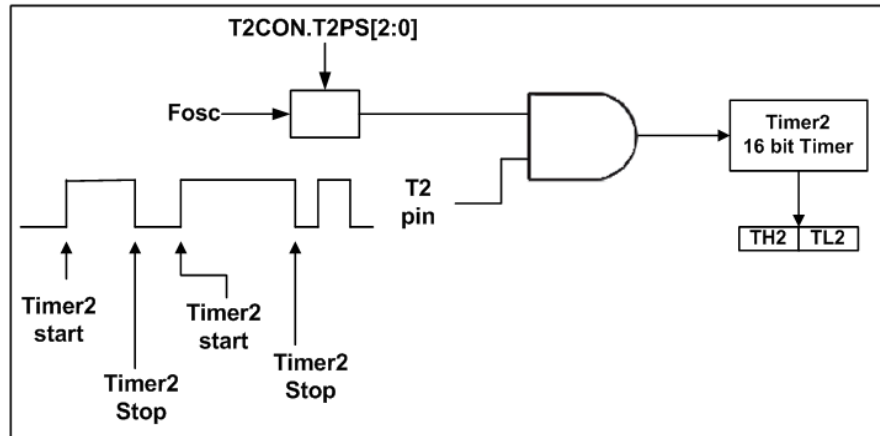 T2CON.T2PS[2:0]
Fosc
Timer2
16 bit Timer
T2
pin
TH2 TL2
Timer2
start
Timer2
start
Timer2
Stop
Timer2
Stop